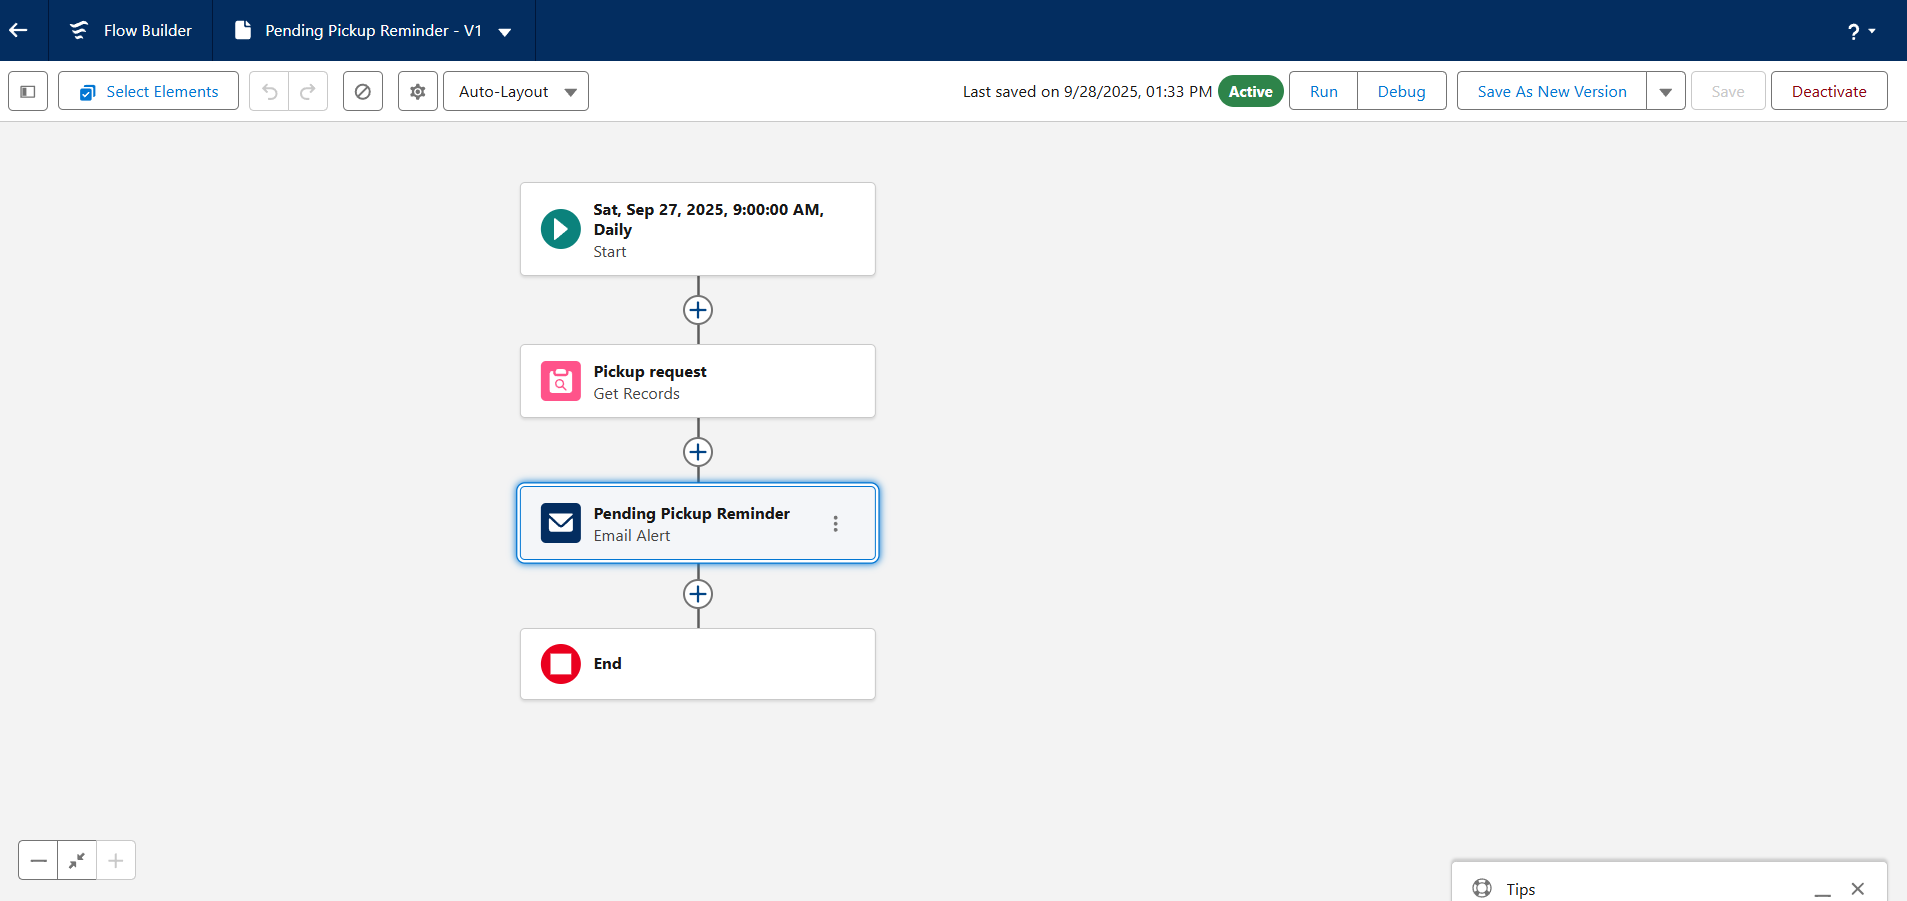 Flow Builder
Pending Pickup Reminder - V1
?
Select Elements
Auto-Layout
Last saved on 9/28/2025, 01:33 PM
Active
Run
Debug
Save As New Version
Save
Deactivate
Sat, Sep 27, 2025, 9:00:00 AM,
Daily
Start
Pickup request
Get Records
Pending Pickup Reminder
Email Alert
End
Tips